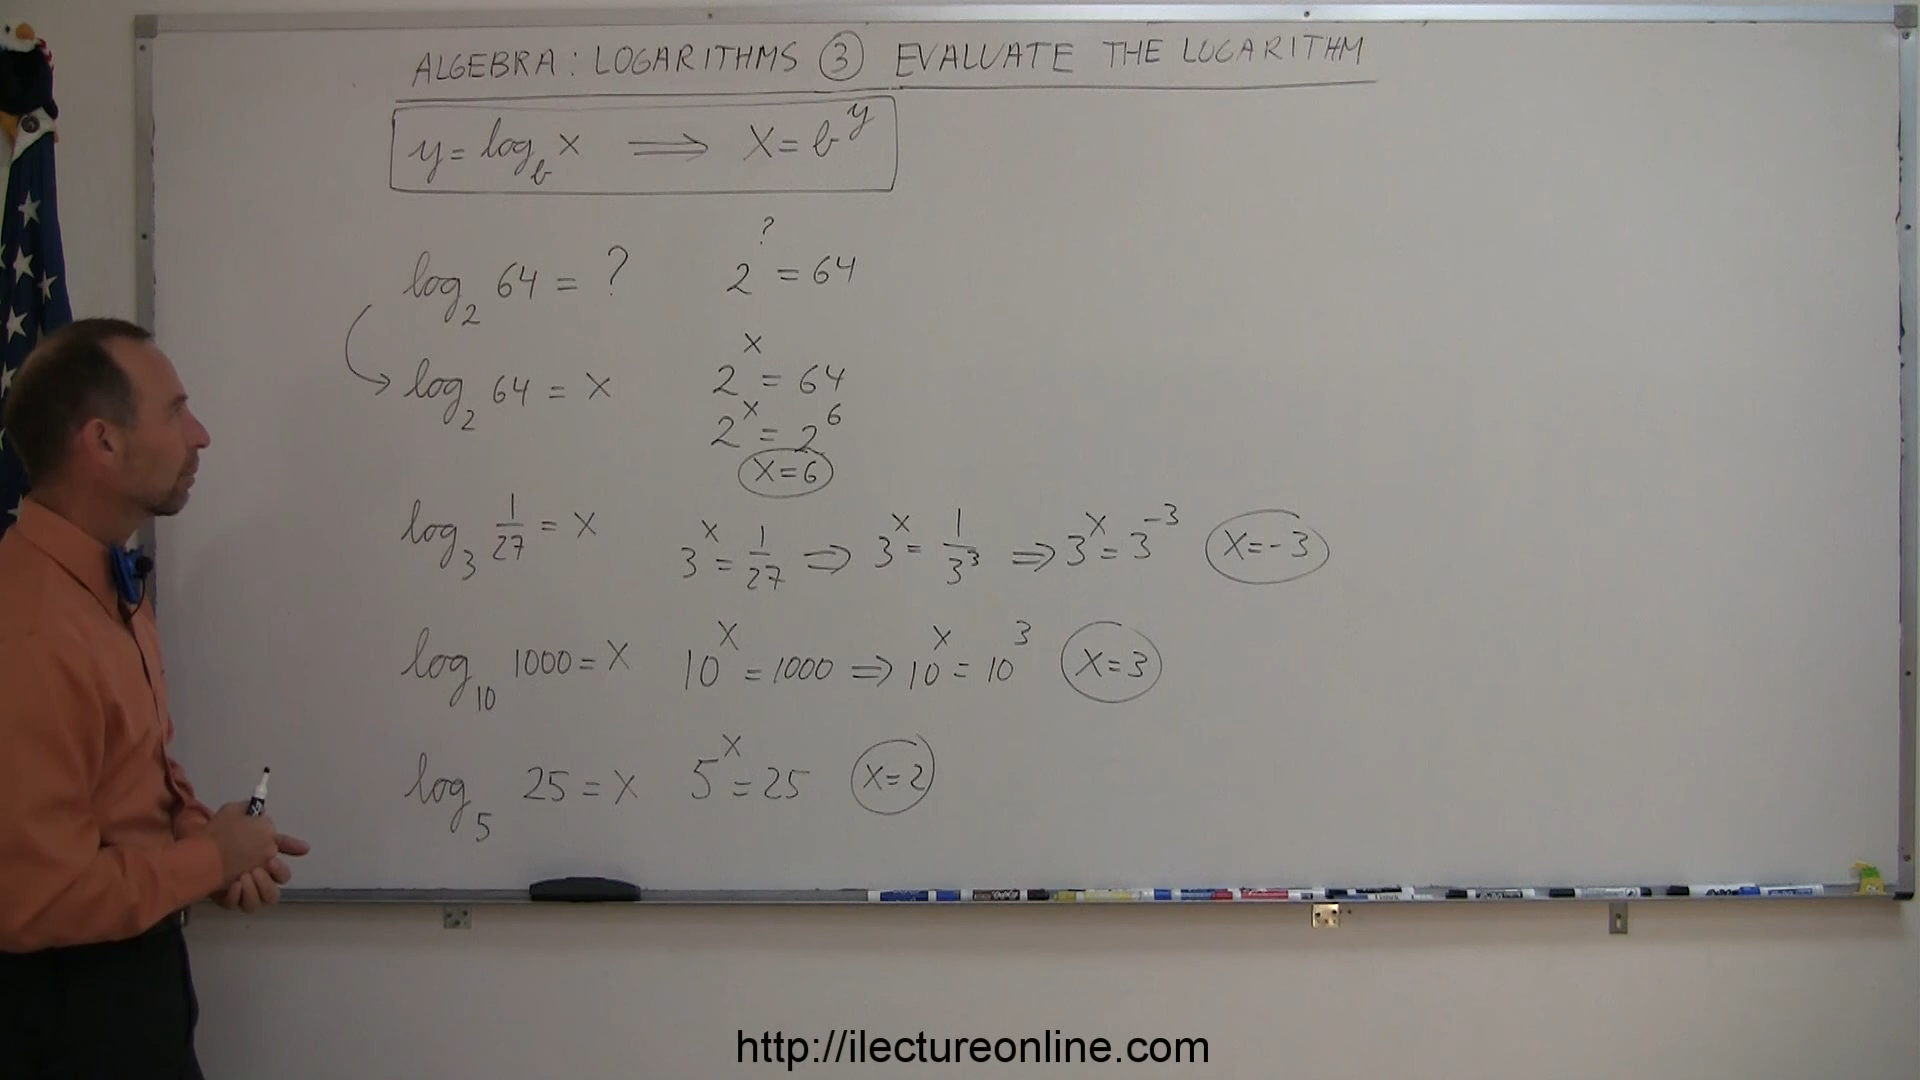 ALGEBRA: LOGARITHMS ③ EVALUATE THE LOGARITHM
y = log_b x ⟹ X = b^y
log_2 64 = ? 2^? = 64
log_2 64 = X 2^x = 64
2^x = 2^6
X=6
log_3 1/27 = X 3^x = 1/27 ⟹ 3^x = 1/3^3 ⟹ 3^x = 3^-3 X=-3
log_10 1000 = X 10^x = 1000 ⟹ 10^x = 10^3 X=3
log_5 25 = X 5^x = 25 X=2
http://ilectureonline.com